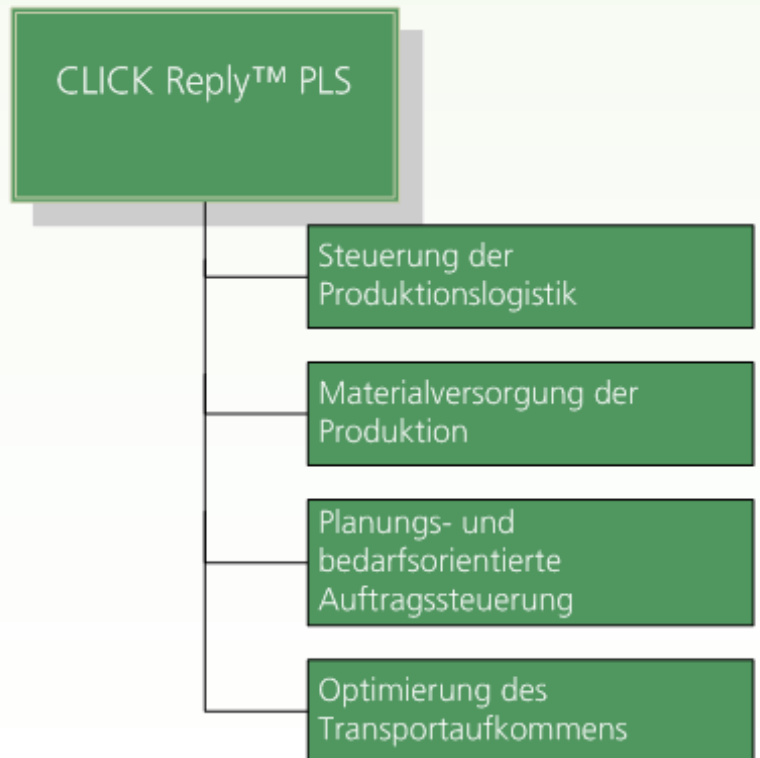 CLICK Reply™ PLS
Steuerung der
Produktionslogistik
Materialversorgung der
Produktion
Planungs- und
bedarfsorientierte
Auftragssteuerung
Optimierung des
Transportaufkommens